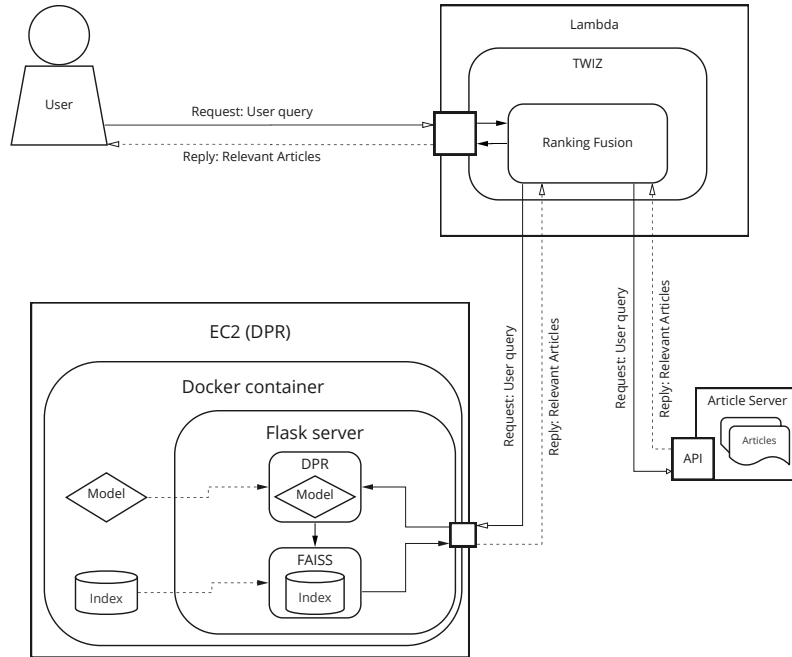 Lambda
TWIZ
User
Request: User query
Ranking Fusion
Reply: Relevant Articles
Request: User query
Reply: Relevant Articles
Request: User query
Reply: Relevant Articles
EC2 (DPR)
Docker container
Flask server
DPR
Model
Model
FAISS
Index
Index
Article Server
Articles
API